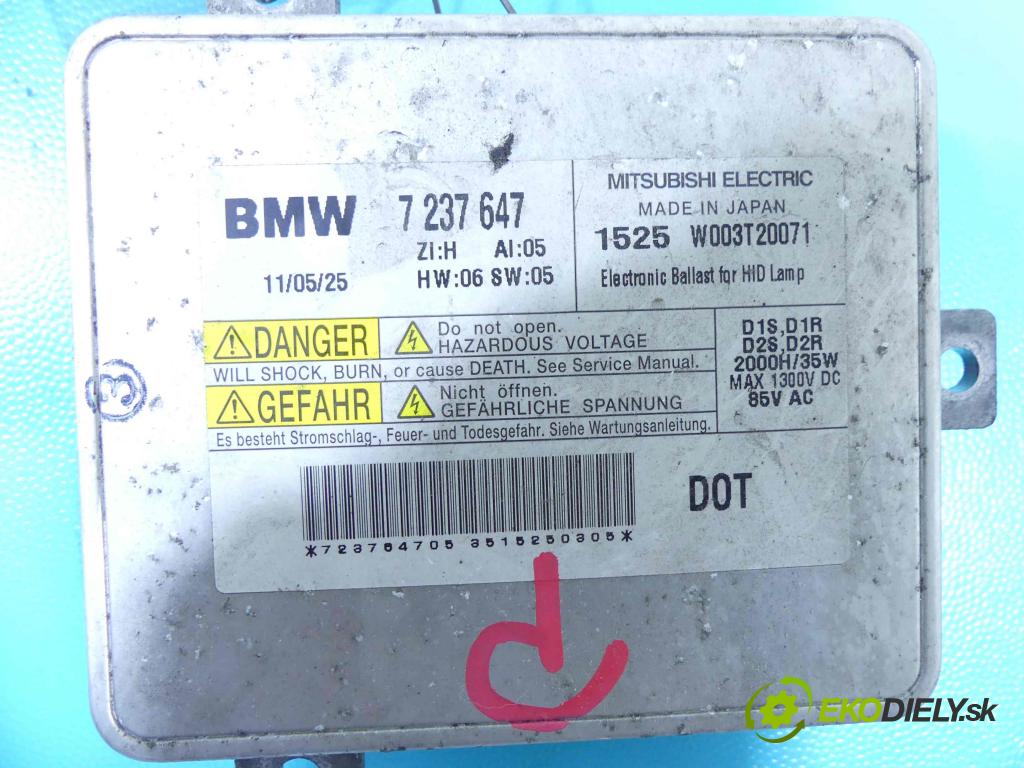 BMW 7 237 647
ZI:H AI:05
11/05/25 HW:06 SW:05
MITSUBISHI ELECTRIC
MADE IN JAPAN
1525 W003T20071
Electronic Ballast for HID Lamp
DANGER
Do not open.
HAZARDOUS VOLTAGE
WILL SHOCK, BURN, or cause DEATH. See Service Manual.
GEFAHR
Nicht öffnen.
GEFÄHRLICHE SPANNUNG
Es besteht Stromschlag-, Feuer- und Todesgefahr. Siehe Wartungsanleitung.
D1S,D1R
D2S,D2R
2000H/35W
MAX 1300V DC
85V AC
*723764705 3515250305*
DOT
3
EKODIELY.sk